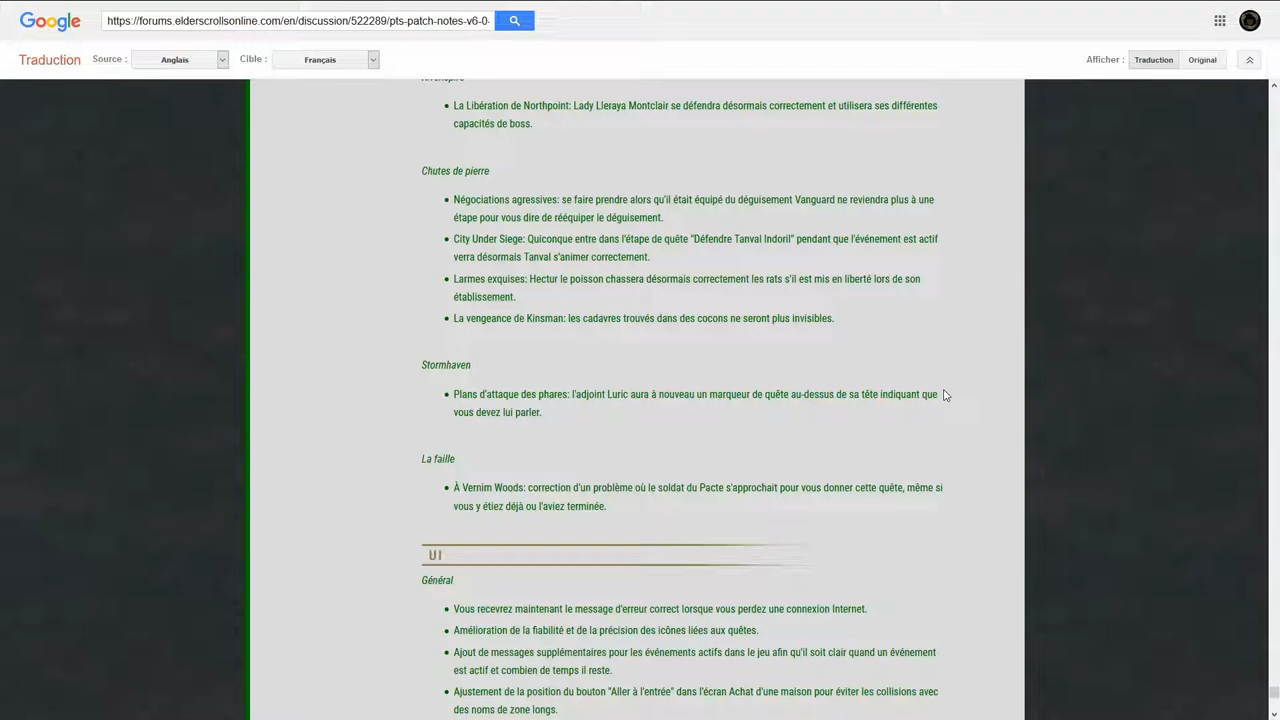 Google
https://forums.elderscrollsonline.com/en/discussion/522289/pts-patch-notes-v6-0-
Traduction Source : Anglais Cible : Français Afficher : Traduction Original
La Libération de Northpoint: Lady Lleraya Montclair se défendra désormais correctement et utilisera ses différentes
capacités de boss.
Chutes de pierre
Négociations agressives: se faire prendre alors qu'il était équipé du déguisement Vanguard ne reviendra plus à une
étape pour vous dire de rééquiper le déguisement.
City Under Siege: Quiconque entre dans l'étape de quête "Défendre Tanval Indoril" pendant que l'événement est actif
verra désormais Tanval s'animer correctement.
Larmes exquises: Hectur le poisson chassera désormais correctement les rats s'il est mis en liberté lors de son
établissement.
La vengeance de Kinsman: les cadavres trouvés dans des cocons ne seront plus invisibles.
Stormhaven
Plans d'attaque des phares: l'adjoint Luric aura à nouveau un marqueur de quête au-dessus de sa tête indiquant que
vous devez lui parler.
La faille
À Vernim Woods: correction d'un problème où le soldat du Pacte s'approchait pour vous donner cette quête, même si
vous y étiez déjà ou l'aviez terminée.
UI
Général
Vous recevrez maintenant le message d'erreur correct lorsque vous perdez une connexion Internet.
Amélioration de la fiabilité et de la précision des icônes liées aux quêtes.
Ajout de messages supplémentaires pour les événements actifs dans le jeu afin qu'il soit clair quand un événement
est actif et combien de temps il reste.
Ajustement de la position du bouton "Aller à l'entrée" dans l'écran Achat d'une maison pour éviter les collisions avec
des noms de zone longs.